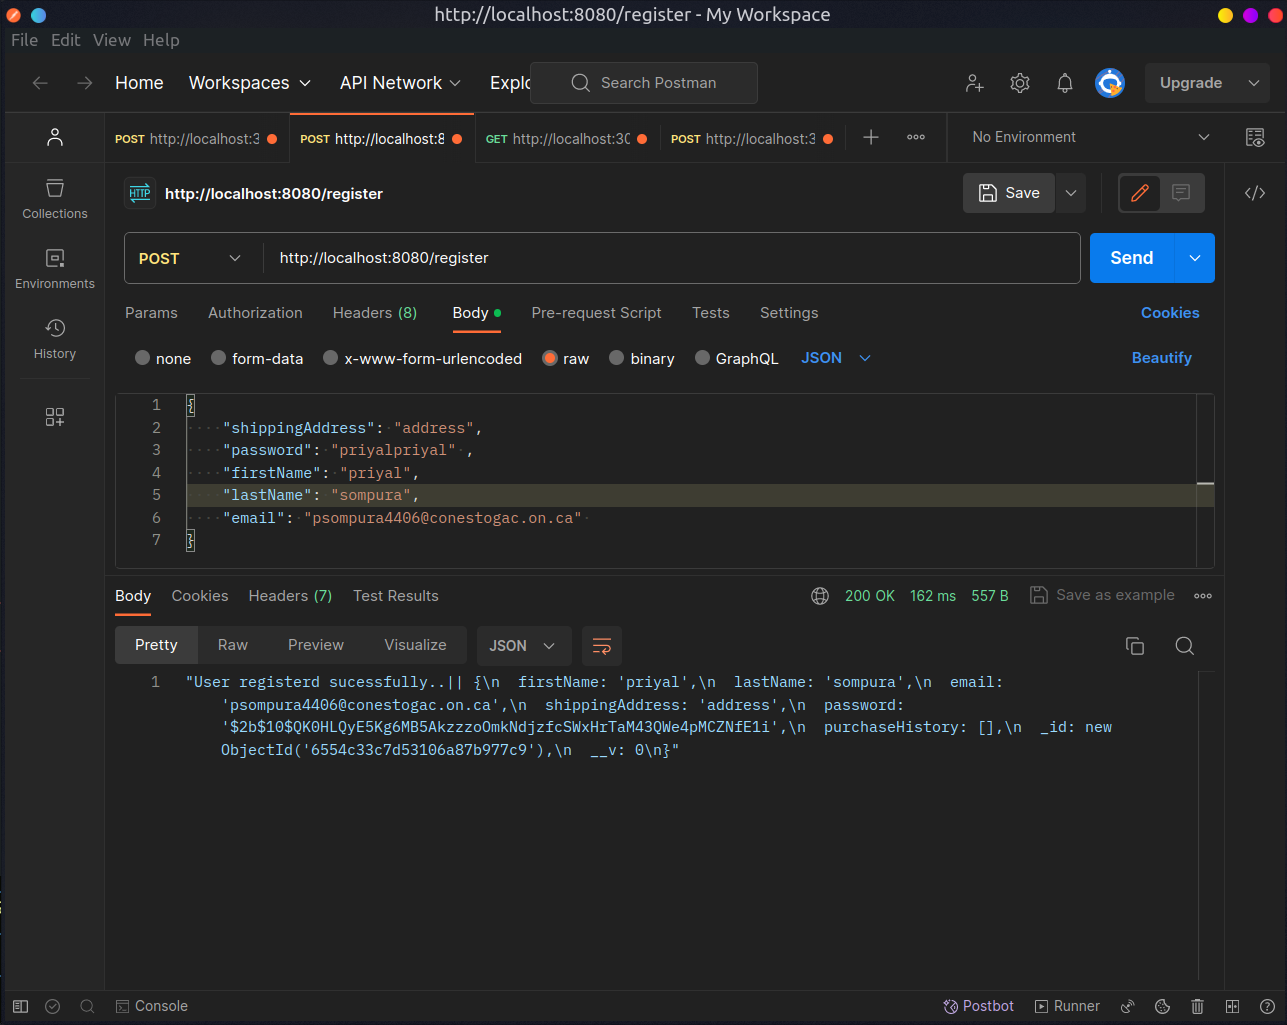 http://localhost:8080/register - My Workspace
File Edit View Help
Home Workspaces API Network Explo Search Postman Upgrade
POST http://localhost:3 POST http://localhost:8 GET http://localhost:30 POST http://localhost:3 No Environment
HTTP http://localhost:8080/register Save
Collections
POST http://localhost:8080/register Send
Environments
Params Authorization Headers (8) Body Pre-request Script Tests Settings Cookies
History
none form-data x-www-form-urlencoded raw binary GraphQL JSON Beautify
1 {
2 "shippingAddress": "address",
3 "password": "priyalpriyal" ,
4 "firstName": "priyal",
5 "lastName": "sompura",
6 "email": "psompura4406@conestogac.on.ca"
7 }
Body Cookies Headers (7) Test Results 200 OK 162 ms 557 B Save as example
Pretty Raw Preview Visualize JSON
1 "User registerd sucessfully..|| {\n  firstName: 'priyal',\n  lastName: 'sompura',\n  email:
'psompura4406@conestogac.on.ca',\n  shippingAddress: 'address',\n  password:
'$2b$10$QK0HLQyE5Kg6MB5AkzzzoOmkNdjzfcSWxHrTaM43QWe4pMCZNfE1i',\n  purchaseHistory: [],\n  _id: new
ObjectId('6554c33c7d53106a87b977c9'),\n  __v: 0\n}"
Console Postbot Runner